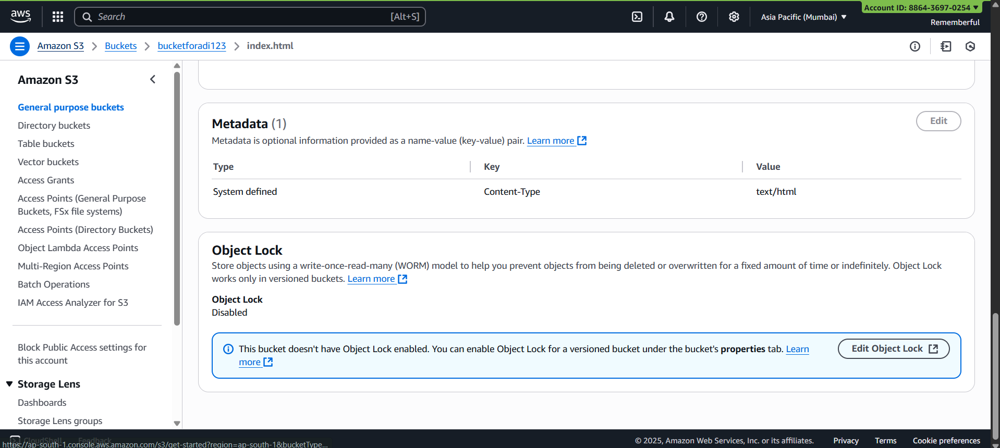 aws
Search
[Alt+S]
Asia Pacific (Mumbai)
Account ID: 8864-3697-0254
Rememberful
Amazon S3
Buckets
bucketforadi123
index.html
Amazon S3
General purpose buckets
Directory buckets
Table buckets
Vector buckets
Access Grants
Access Points (General Purpose
Buckets, FSx file systems)
Access Points (Directory Buckets)
Object Lambda Access Points
Multi-Region Access Points
Batch Operations
IAM Access Analyzer for S3
Block Public Access settings for
this account
Storage Lens
Dashboards
Storage Lens groups
Metadata (1)
Edit
Metadata is optional information provided as a name-value (key-value) pair. Learn more
Type
Key
Value
System defined
Content-Type
text/html
Object Lock
Store objects using a write-once-read-many (WORM) model to help you prevent objects from being deleted or overwritten for a fixed amount of time or indefinitely. Object Lock
works only in versioned buckets. Learn more
Object Lock
Disabled
This bucket doesn't have Object Lock enabled. You can enable Object Lock for a versioned bucket under the bucket's properties tab. Learn
more
Edit Object Lock
CloudShell
Feedback
https://ap-south-1.console.aws.amazon.com/s3/get-started?region=ap-south-1&bucketType...
© 2025, Amazon Web Services, Inc. or its affiliates.
Privacy
Terms
Cookie preferences